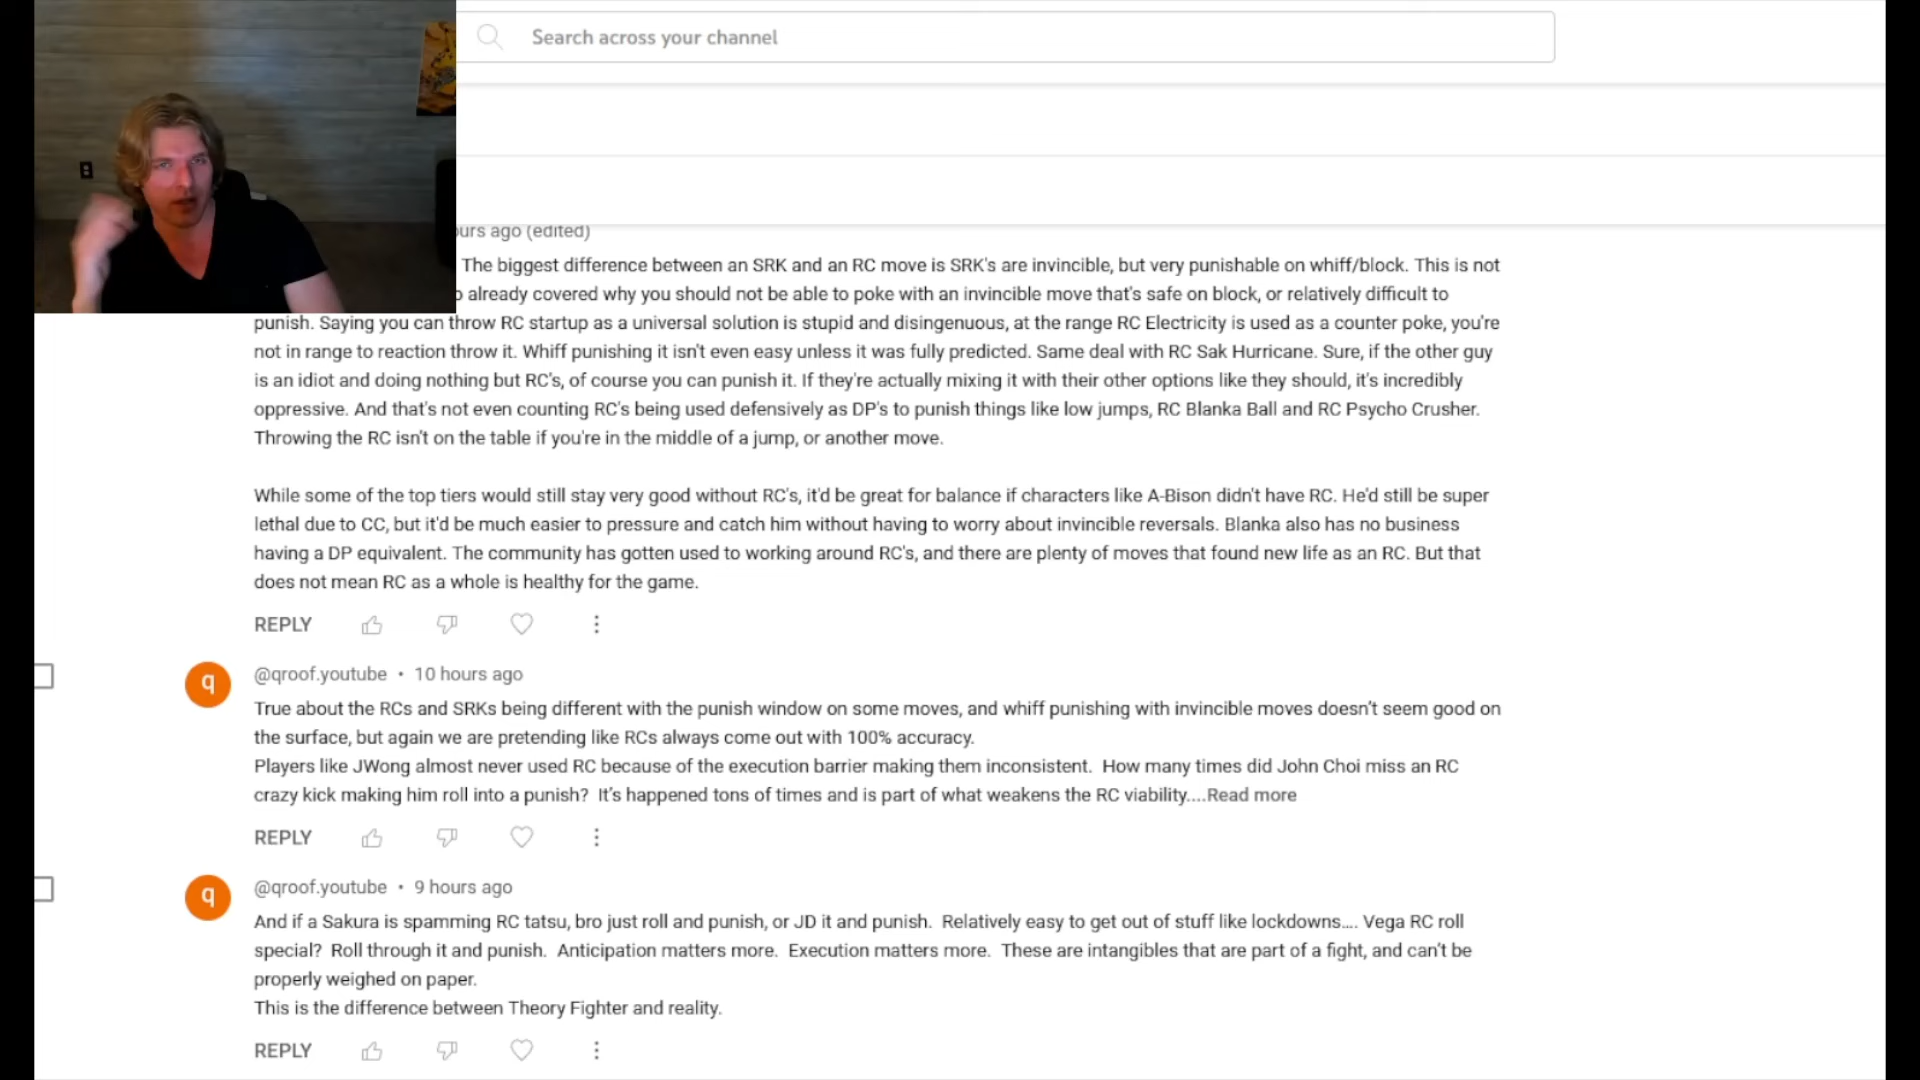 Search across your channel
ours ago (edited)
The biggest difference between an SRK and an RC move is SRK's are invincible, but very punishable on whiff/block. This is not
already covered why you should not be able to poke with an invincible move that's safe on block, or relatively difficult to
punish. Saying you can throw RC startup as a universal solution is stupid and disingenuous, at the range RC Electricity is used as a counter poke, you're
not in range to reaction throw it. Whiff punishing it isn't even easy unless it was fully predicted. Same deal with RC Sak Hurricane. Sure, if the other guy
is an idiot and doing nothing but RC's, of course you can punish it. If they're actually mixing it with their other options like they should, it's incredibly
oppressive. And that's not even counting RC's being used defensively as DP's to punish things like low jumps, RC Blanka Ball and RC Psycho Crusher.
Throwing the RC isn't on the table if you're in the middle of a jump, or another move.
While some of the top tiers would still stay very good without RC's, it'd be great for balance if characters like A-Bison didn't have RC. He'd still be super
lethal due to CC, but it'd be much easier to pressure and catch him without having to worry about invincible reversals. Blanka also has no business
having a DP equivalent. The community has gotten used to working around RC's, and there are plenty of moves that found new life as an RC. But that
does not mean RC as a whole is healthy for the game.
REPLY
q
@qroof.youtube • 10 hours ago
True about the RCs and SRKs being different with the punish window on some moves, and whiff punishing with invincible moves doesn't seem good on
the surface, but again we are pretending like RCs always come out with 100% accuracy.
Players like JWong almost never used RC because of the execution barrier making them inconsistent.  How many times did John Choi miss an RC
crazy kick making him roll into a punish?  It's happened tons of times and is part of what weakens the RC viability....Read more
REPLY
q
@qroof.youtube • 9 hours ago
And if a Sakura is spamming RC tatsu, bro just roll and punish, or JD it and punish.  Relatively easy to get out of stuff like lockdowns.... Vega RC roll
special?  Roll through it and punish.  Anticipation matters more.  Execution matters more.  These are intangibles that are part of a fight, and can't be
properly weighed on paper.
This is the difference between Theory Fighter and reality.
REPLY